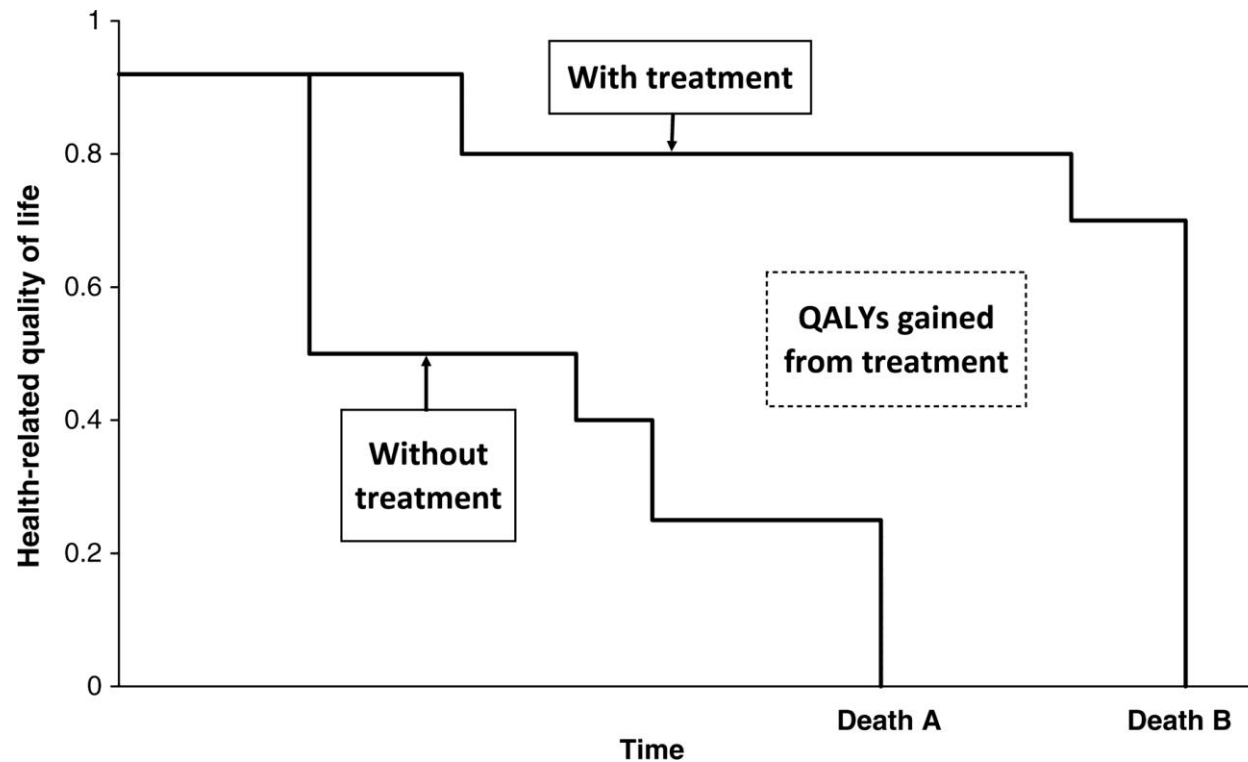 1
With treatment
0.8
Health-related quality of life
0.6
QALYs gained
from treatment
0.4
Without
treatment
0.2
0
Death A
Death B
Time